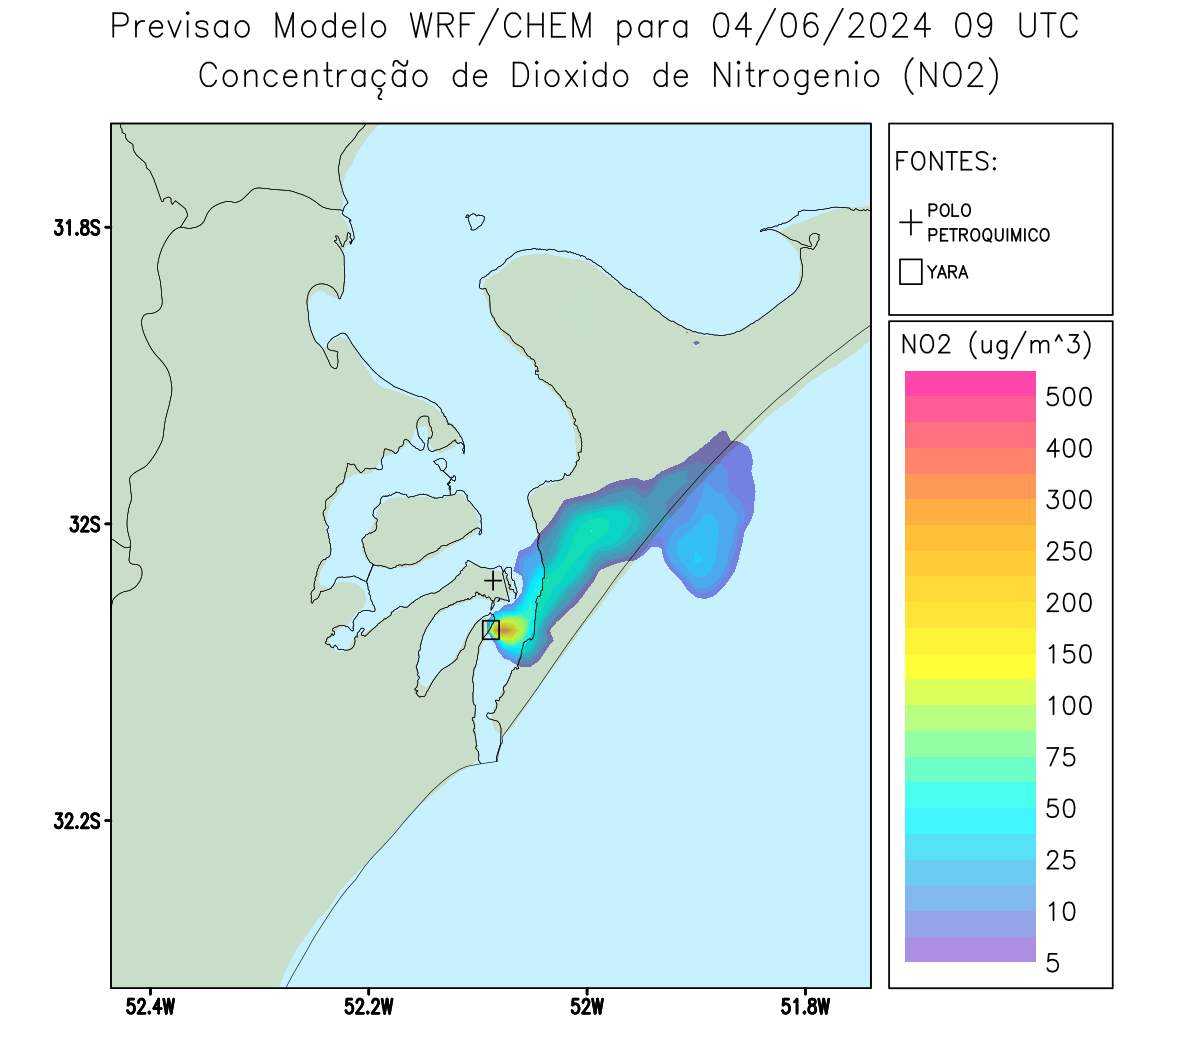 Previsao Modelo WRF/CHEM para 04/06/2024 09 UTC
Concentração de Dioxido de Nitrogenio (NO2)
FONTES:
POLO
PETROQUIMICO
YARA
NO2 (ug/m^3)
500
400
300
250
200
150
100
75
50
25
10
5
31.8S
32S
32.2S
52.4W
52.2W
52W
51.8W